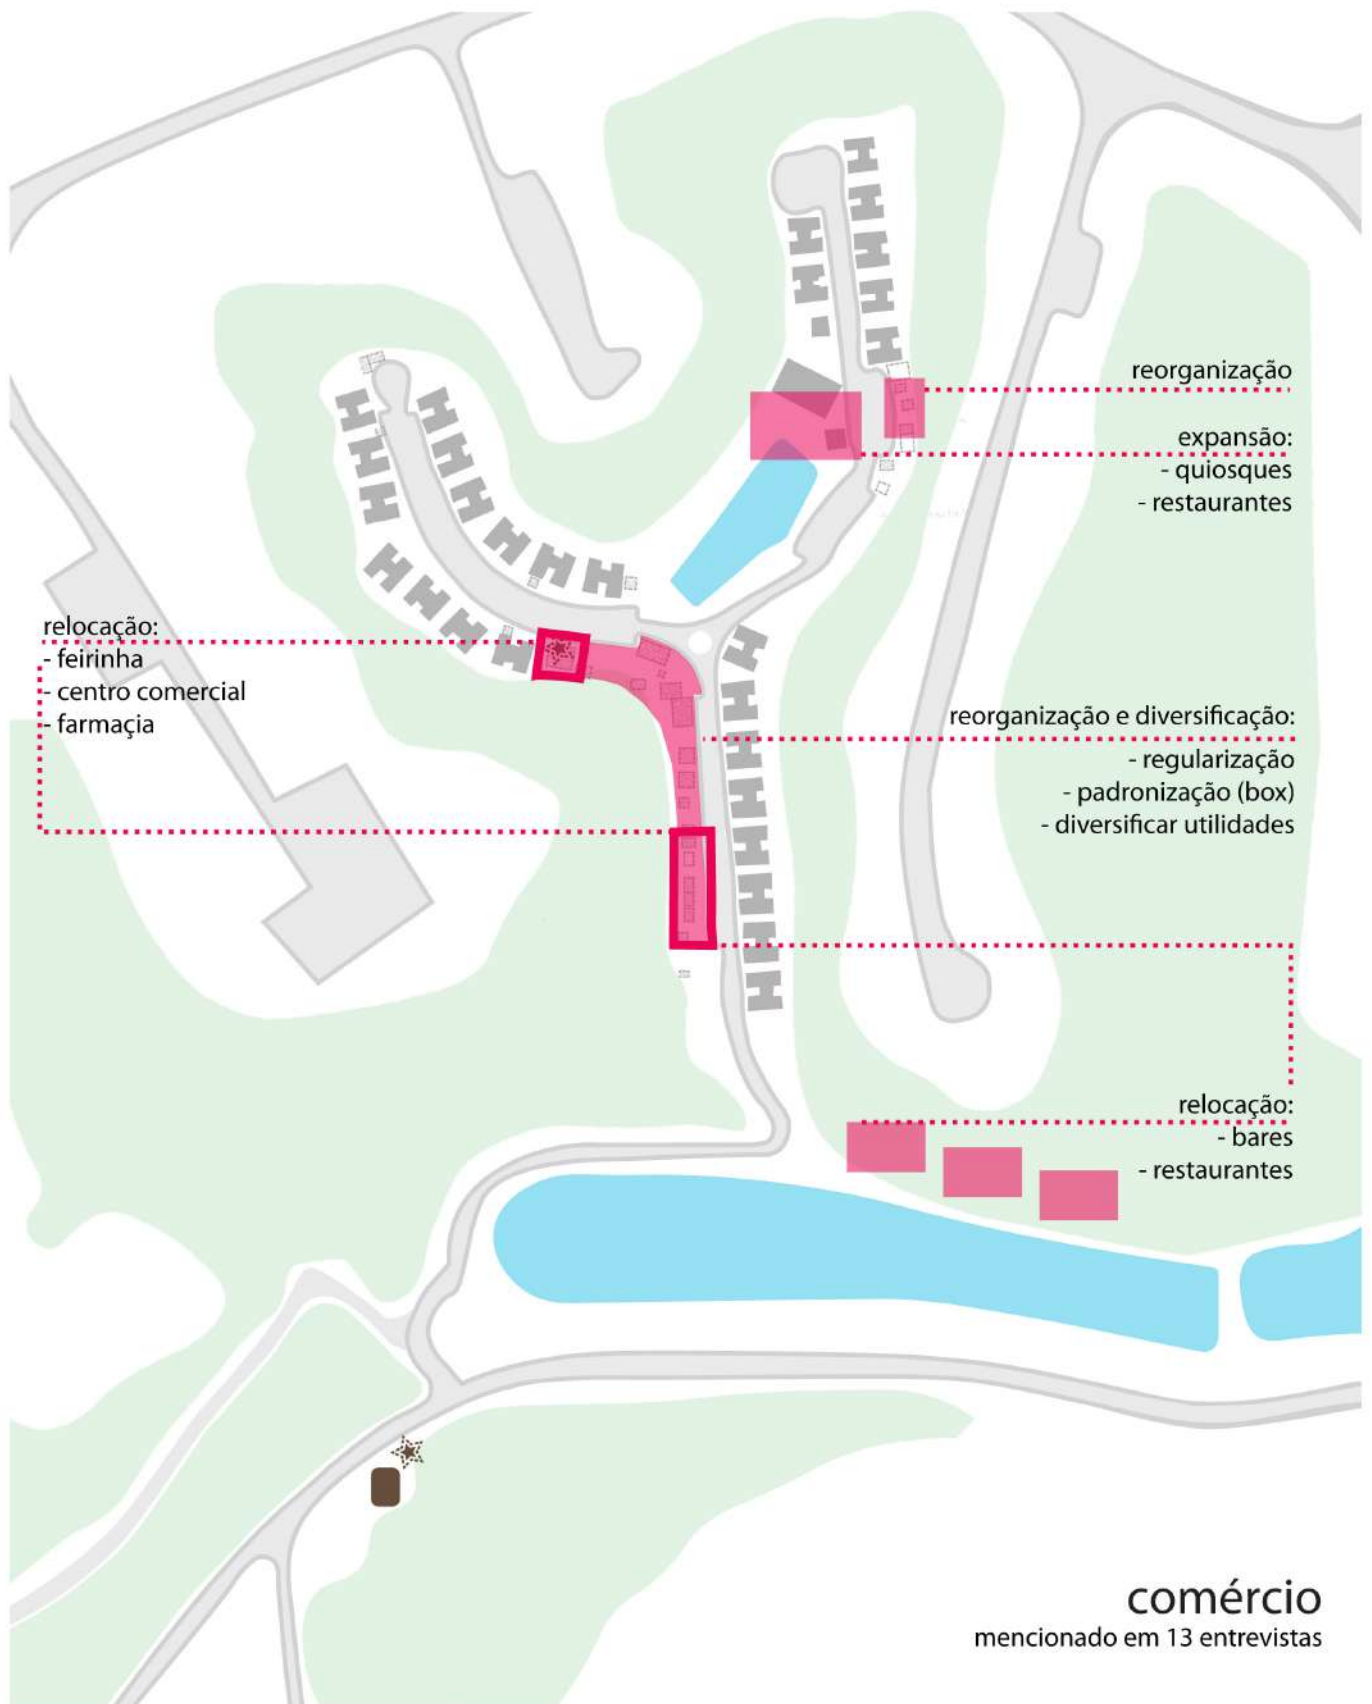 reorganização
expansão:
- quiosques
- restaurantes
relocação:
- feirinha
- centro comercial
- farmaçia
reorganização e diversificação:
- regularização
- padronização (box)
- diversificar utilidades
relocação:
- bares
- restaurantes
comércio
mencionado em 13 entrevistas